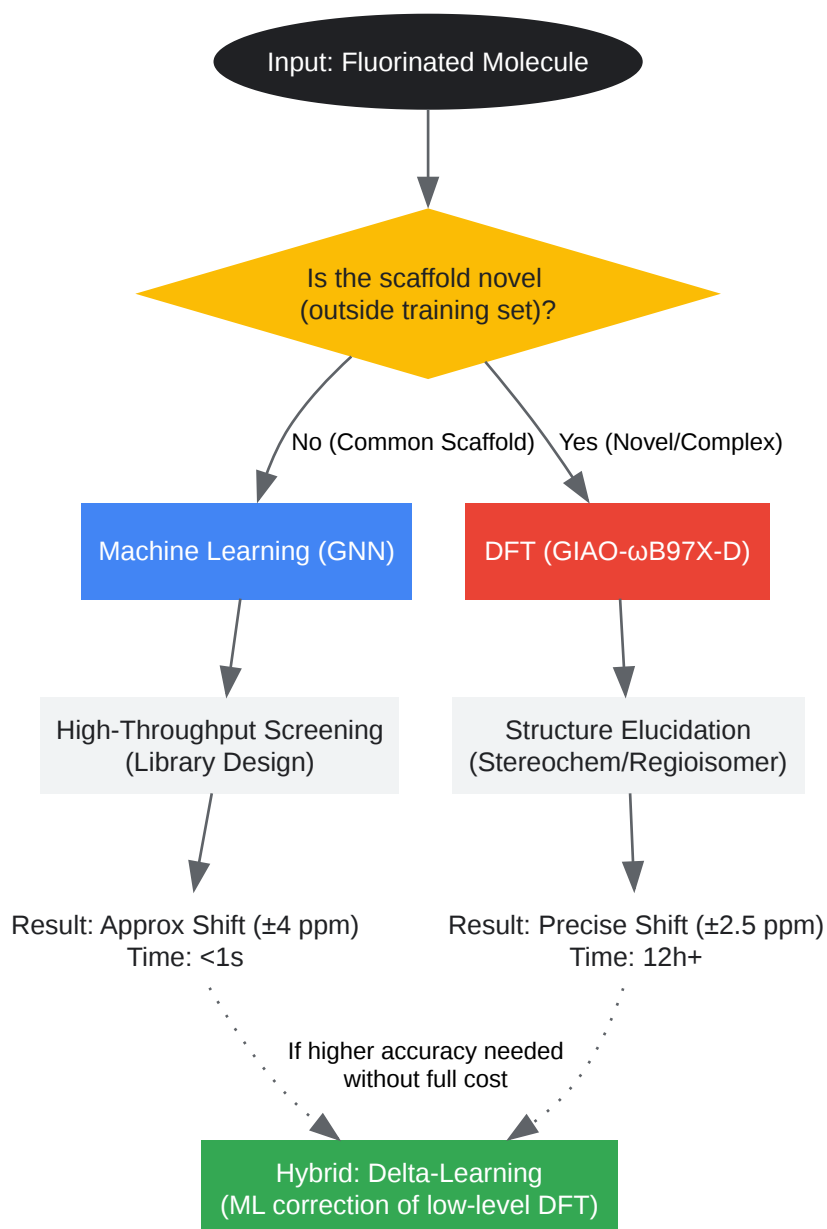 Input: Fluorinated Molecule
Is the scaffold novel
(outside training set)?
No (Common Scaffold)
Yes (Novel/Complex)
Machine Learning (GNN)
DFT (GIAO-ωB97X-D)
High-Throughput Screening
(Library Design)
Structure Elucidation
(Stereochem/Regioisomer)
Result: Approx Shift (±4 ppm)
Time: <1s
Result: Precise Shift (±2.5 ppm)
Time: 12h+
If higher accuracy needed
without full cost
Hybrid: Delta-Learning
(ML correction of low-level DFT)